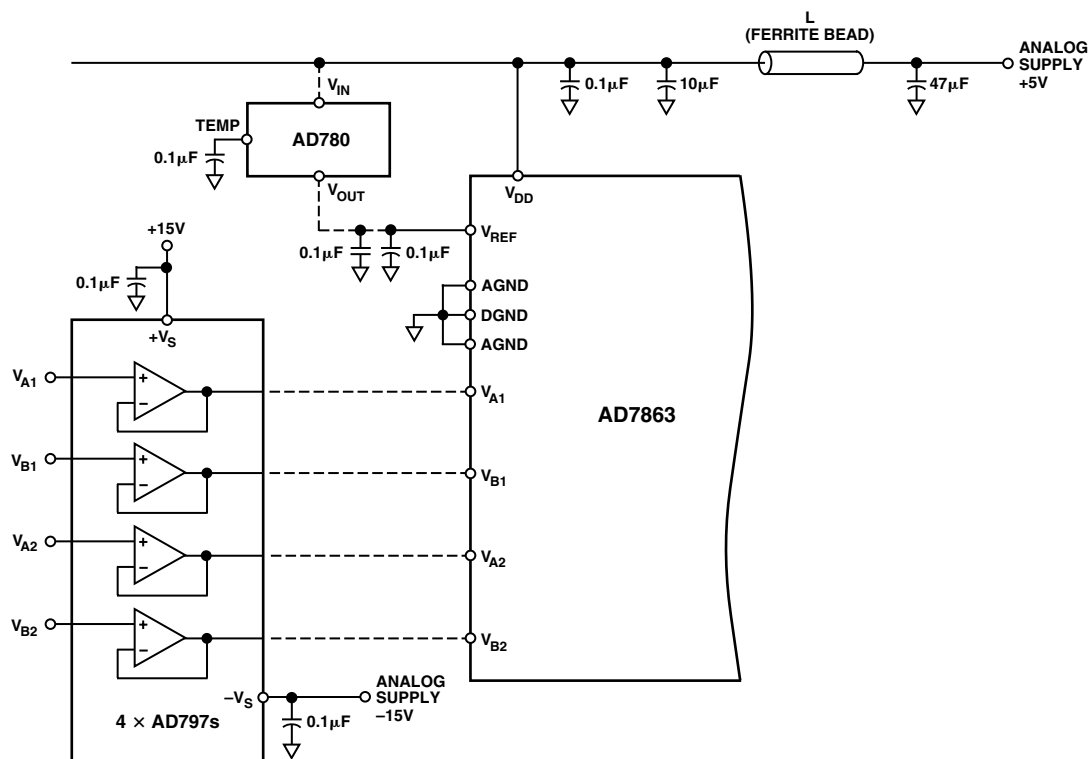 L
(FERRITE BEAD)
ANALOG
SUPPLY
+5V
0.1µF
10µF
47µF
V_IN
TEMP
AD780
0.1µF
V_OUT
V_DD
+15V
0.1µF
0.1µF
V_REF
0.1µF
AGND
DGND
AGND
+V_S
V_A1
+
–
V_A1
AD7863
V_B1
+
–
V_B1
V_A2
+
–
V_A2
V_B2
+
–
V_B2
–V_S
ANALOG
SUPPLY
–15V
0.1µF
4 × AD797s